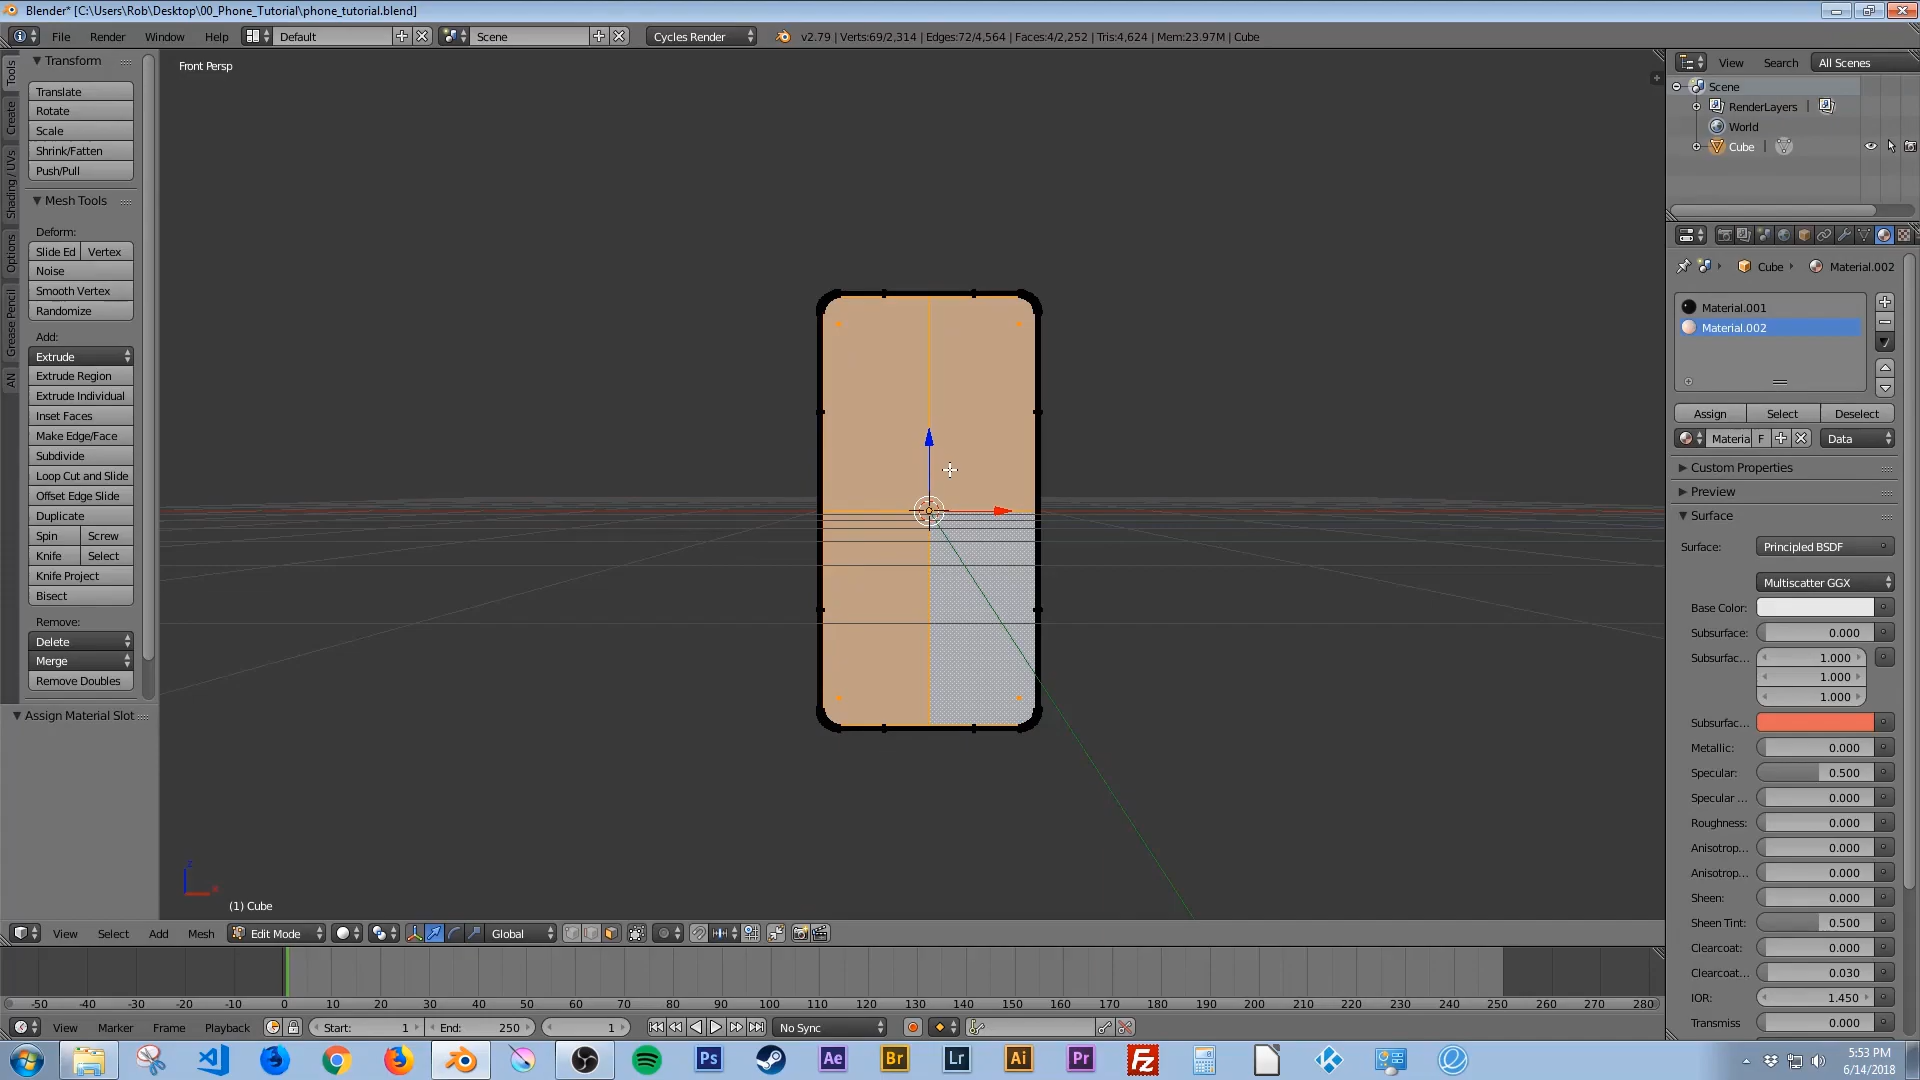 Blender* [C:\Users\Rob\Desktop\00_Phone_Tutorial\phone_tutorial.blend]
File Render Window Help Default Scene Cycles Render v2.79 | Verts:69/2,314 | Edges:72/4,564 | Faces:4/2,252 | Tris:4,624 | Mem:23.97M | Cube
Tools
Create
Shading / UVs
Options
Grease Pencil
AN
Transform
Translate
Rotate
Scale
Shrink/Fatten
Push/Pull
Mesh Tools
Deform:
Slide Ed Vertex
Noise
Smooth Vertex
Randomize
Add:
Extrude
Extrude Region
Extrude Individual
Inset Faces
Make Edge/Face
Subdivide
Loop Cut and Slide
Offset Edge Slide
Duplicate
Spin Screw
Knife Select
Knife Project
Bisect
Remove:
Delete
Merge
Remove Doubles
Assign Material Slot
Front Persp
z
x
(1) Cube
View Select Add Mesh Edit Mode Global
View Search All Scenes
Scene
RenderLayers |
World
Cube |
Cube Material.002
Material.001
Material.002
Assign Select Deselect
Materia F Data
Custom Properties
Preview
Surface
Surface: Principled BSDF
Multiscatter GGX
Base Color:
Subsurface: 0.000
Subsurfac... 1.000
1.000
1.000
Subsurfac...
Metallic: 0.000
Specular: 0.500
Specular ... 0.000
Roughness: 0.000
Anisotrop... 0.000
Anisotrop... 0.000
Sheen: 0.000
Sheen Tint: 0.500
Clearcoat: 0.000
Clearcoat... 0.030
IOR: 1.450
Transmiss 0.000
-50 -40 -30 -20 -10 0 10 20 30 40 50 60 70 80 90 100 110 120 130 140 150 160 170 180 190 200 210 220 230 240 250 260 270 280
View Marker Frame Playback Start: 1 End: 250 1 No Sync
Ps Ae Br Lr Ai Pr FZ
5:53 PM
6/14/2018